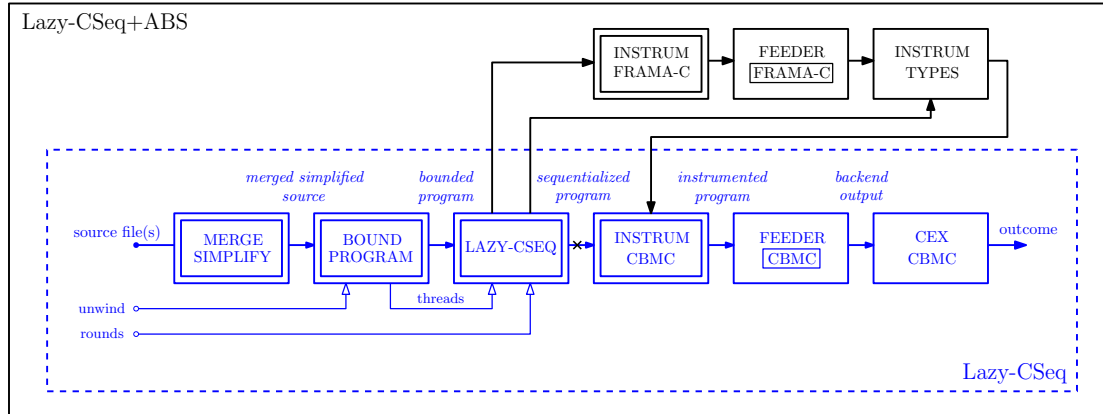 Lazy-CSeq+ABS
INSTRUM
FRAMA-C
FEEDER
FRAMA-C
INSTRUM
TYPES
merged simplified
source
bounded
program
sequentialized
program
instrumented
program
backend
output
source file(s)
MERGE
SIMPLIFY
BOUND
PROGRAM
LAZY-CSEQ
INSTRUM
CBMC
FEEDER
CBMC
CEX
CBMC
outcome
unwind
threads
rounds
Lazy-CSeq